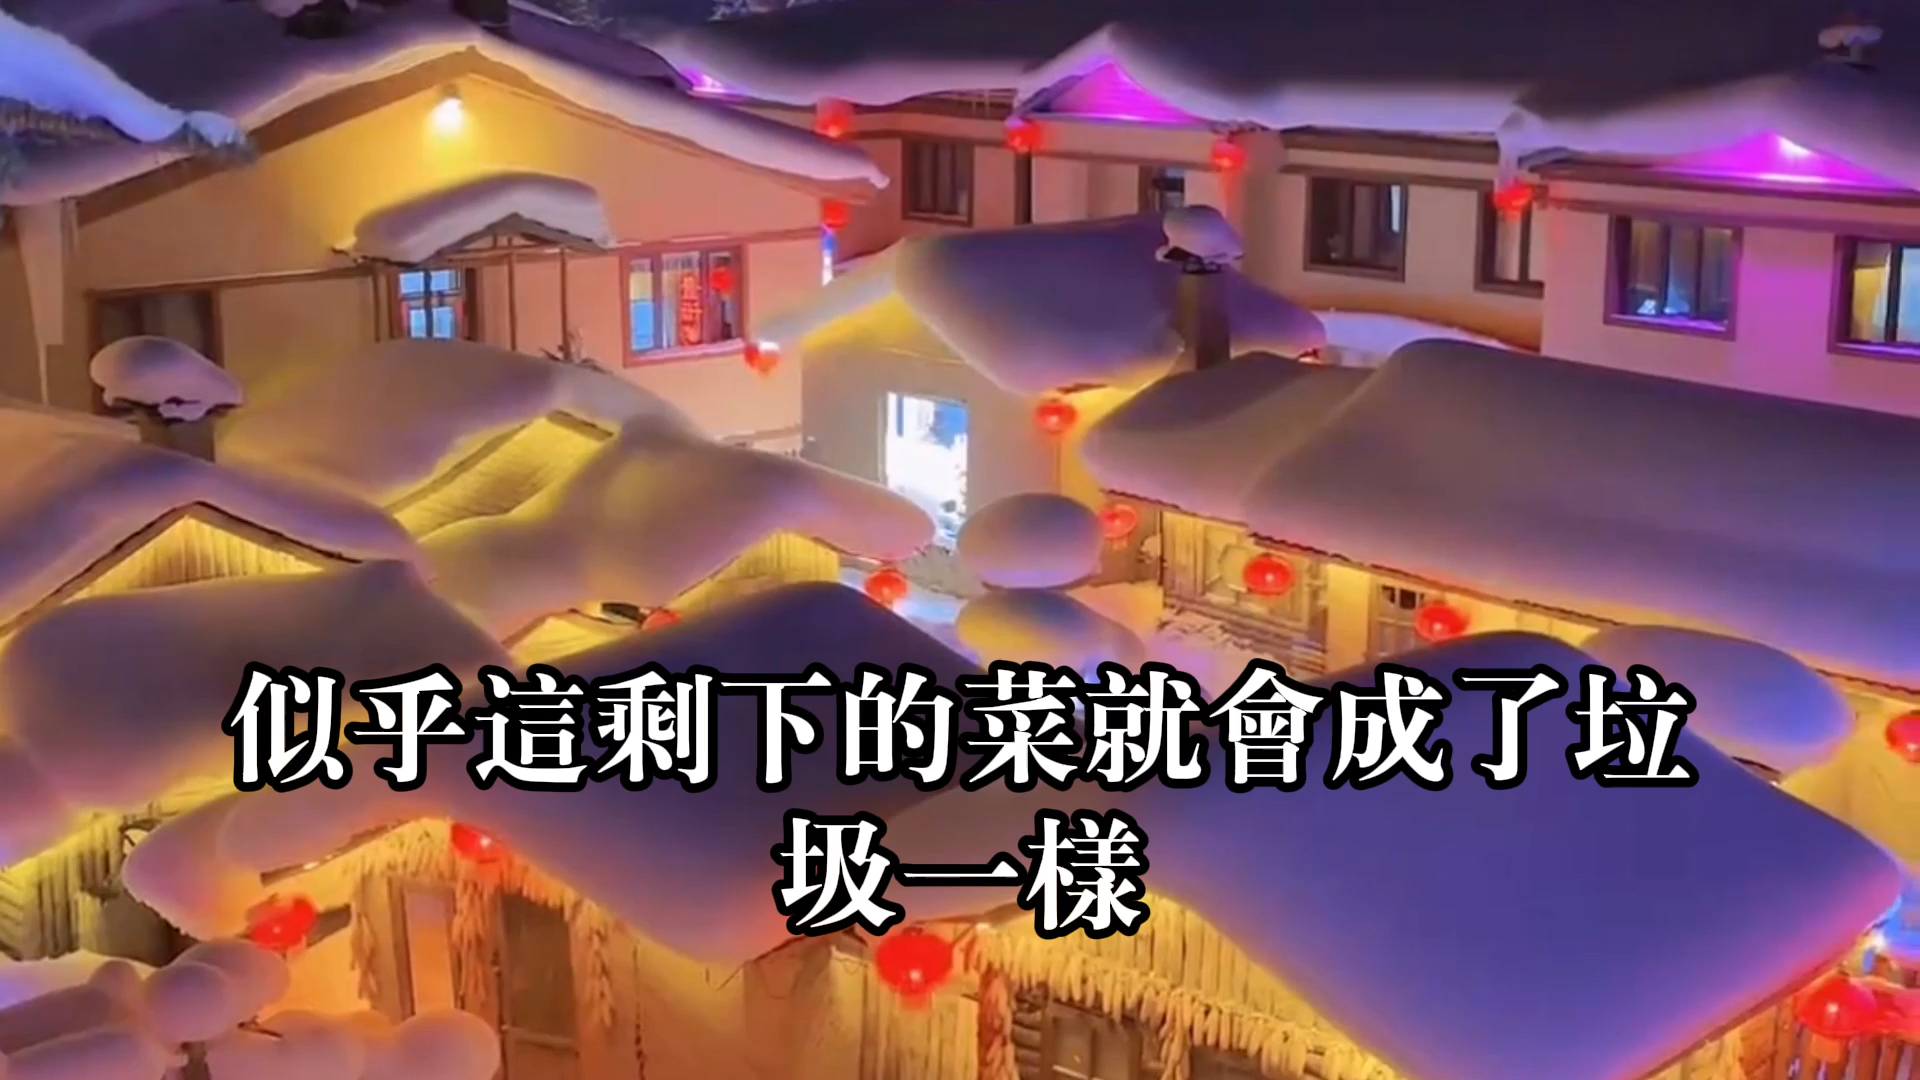 似乎這剩下的菜就會成了垃
圾一樣